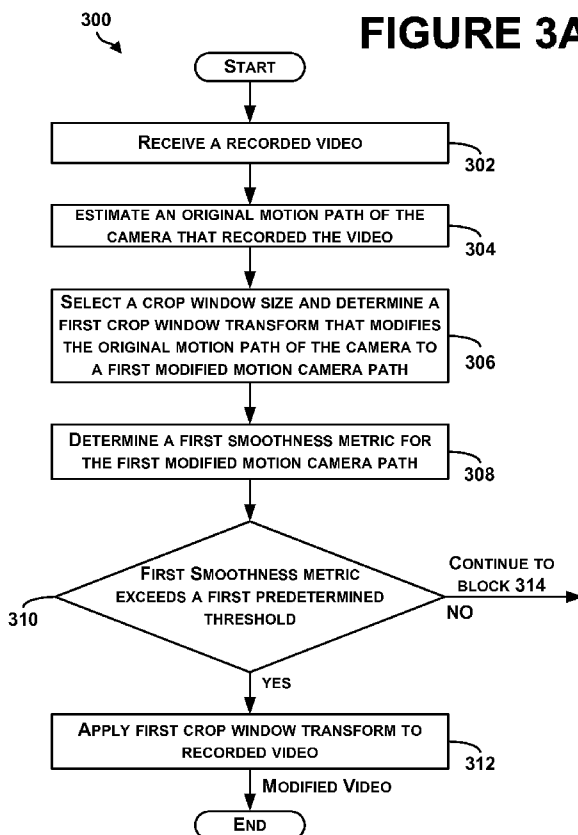 300
FIGURE 3A
START
RECEIVE A RECORDED VIDEO
302
ESTIMATE AN ORIGINAL MOTION PATH OF THE
CAMERA THAT RECORDED THE VIDEO
304
SELECT A CROP WINDOW SIZE AND DETERMINE A
FIRST CROP WINDOW TRANSFORM THAT MODIFIES
THE ORIGINAL MOTION PATH OF THE CAMERA TO
A FIRST MODIFIED MOTION CAMERA PATH
306
DETERMINE A FIRST SMOOTHNESS METRIC FOR
THE FIRST MODIFIED MOTION CAMERA PATH
308
FIRST SMOOTHNESS METRIC
EXCEEDS A FIRST PREDETERMINED
THRESHOLD
310
CONTINUE TO
BLOCK 314
NO
YES
APPLY FIRST CROP WINDOW TRANSFORM TO
RECORDED VIDEO
312
MODIFIED VIDEO
END